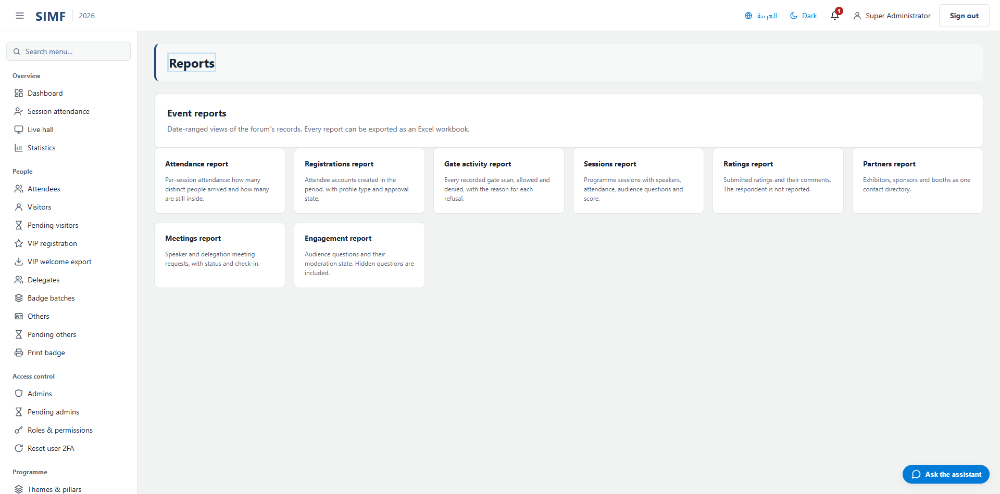 SIMF
2026
العربية
Dark
1
Super Administrator
Sign out
Search menu...
Overview
Dashboard
Session attendance
Live hall
Statistics
People
Attendees
Visitors
Pending visitors
VIP registration
VIP welcome export
Delegates
Badge batches
Others
Pending others
Print badge
Access control
Admins
Pending admins
Roles & permissions
Reset user 2FA
Programme
Themes & pillars
Reports
Event reports
Date-ranged views of the forum's records. Every report can be exported as an Excel workbook.
Attendance report
Per-session attendance: how many
distinct people arrived and how many
are still inside.
Registrations report
Attendee accounts created in the
period, with profile type and approval
state.
Gate activity report
Every recorded gate scan, allowed and
denied, with the reason for each
refusal.
Sessions report
Programme sessions with speakers,
attendance, audience questions and
score.
Ratings report
Submitted ratings and their comments.
The respondent is not reported.
Partners report
Exhibitors, sponsors and booths as one
contact directory.
Meetings report
Speaker and delegation meeting
requests, with status and check-in.
Engagement report
Audience questions and their
moderation state. Hidden questions are
included.
Ask the assistant